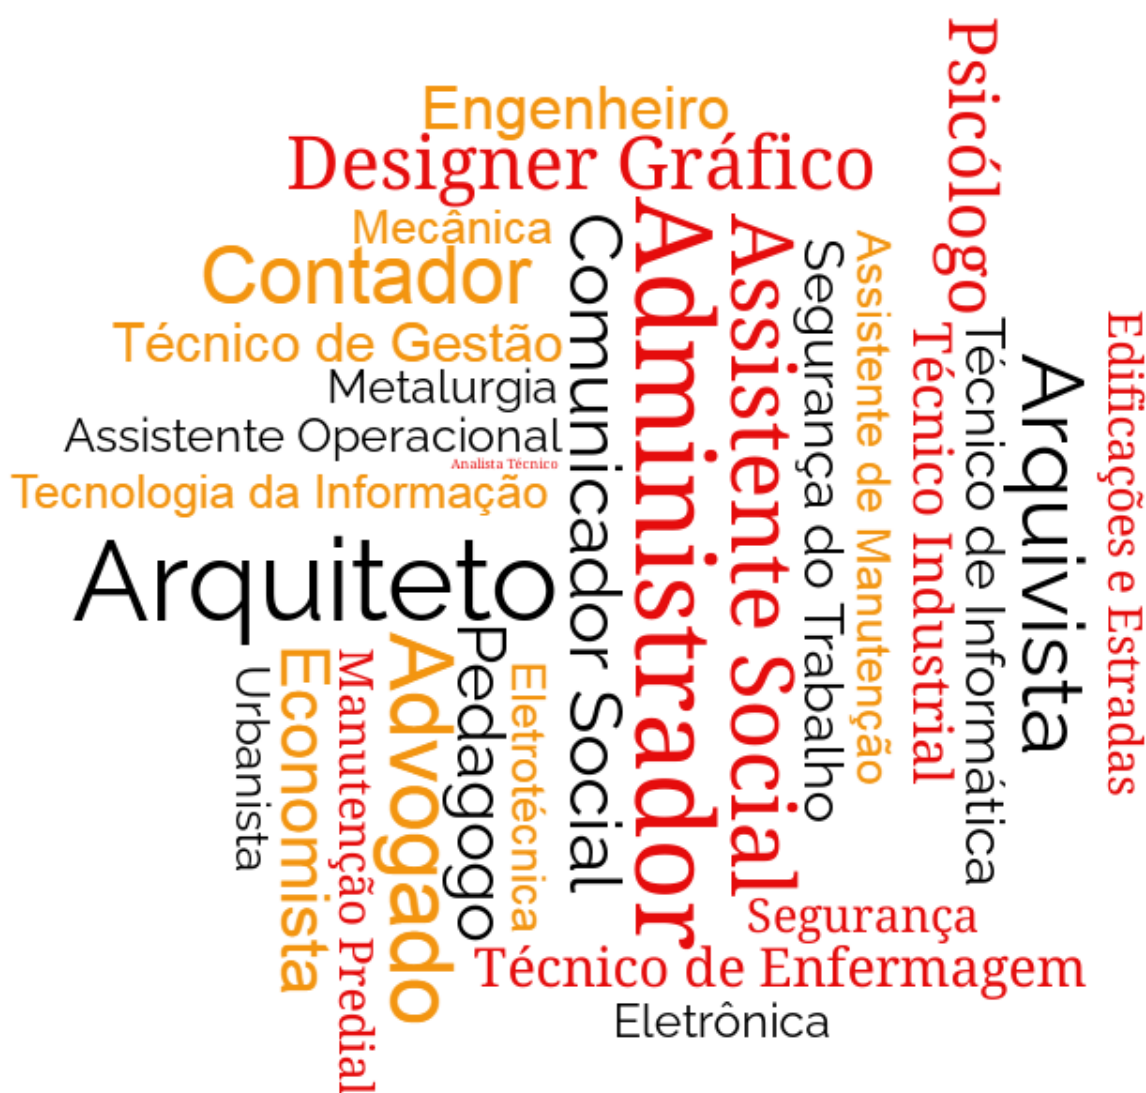 Psicólogo
Engenheiro
Designer Gráfico
Mecânica
Contador
Técnico de Gestão
Metalurgia
Assistente Operacional
Analista Técnico
Tecnologia da Informação
Arquiteto
Comunicador Social
Administrador
Assistente Social
Segurança do Trabalho
Assistente de Manutenção
Técnico Industrial
Técnico de Informática
Arquivista
Edificações e Estradas
Urbanista
Economista
Manutenção Predial
Advogado
Pedagogo
Eletrotécnica
Segurança
Técnico de Enfermagem
Eletrônica